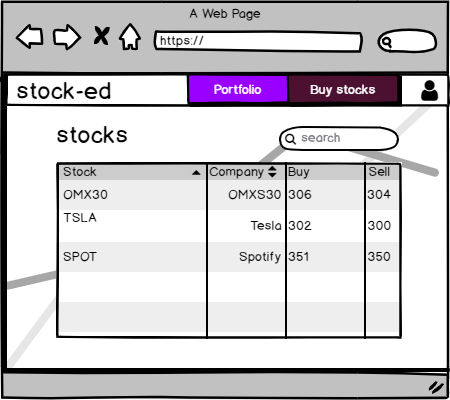 A Web Page
https://
stock-ed Portfolio Buy stocks
stocks
search
Stock Company Buy Sell
OMX30 OMXS30 306 304
TSLA Tesla 302 300
SPOT Spotify 351 350